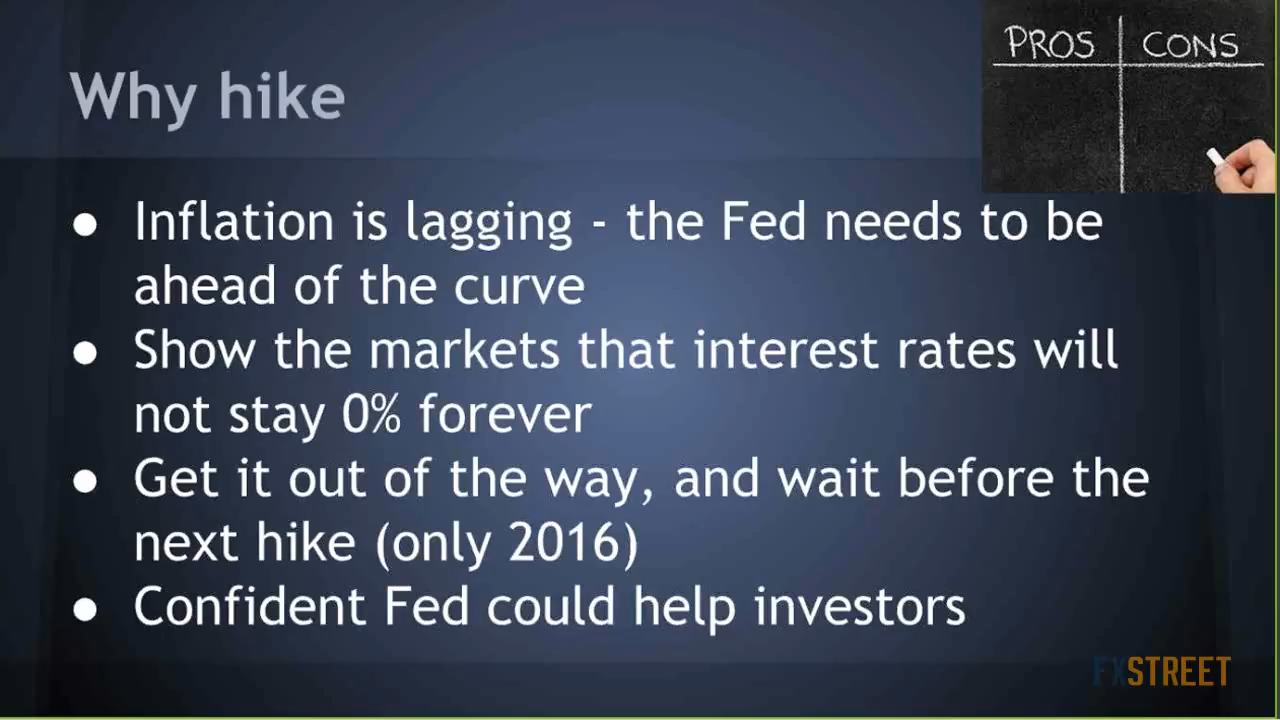 PROS CONS
Why hike
● Inflation is lagging - the Fed needs to be
ahead of the curve
● Show the markets that interest rates will
not stay 0% forever
● Get it out of the way, and wait before the
next hike (only 2016)
● Confident Fed could help investors
FXSTREET